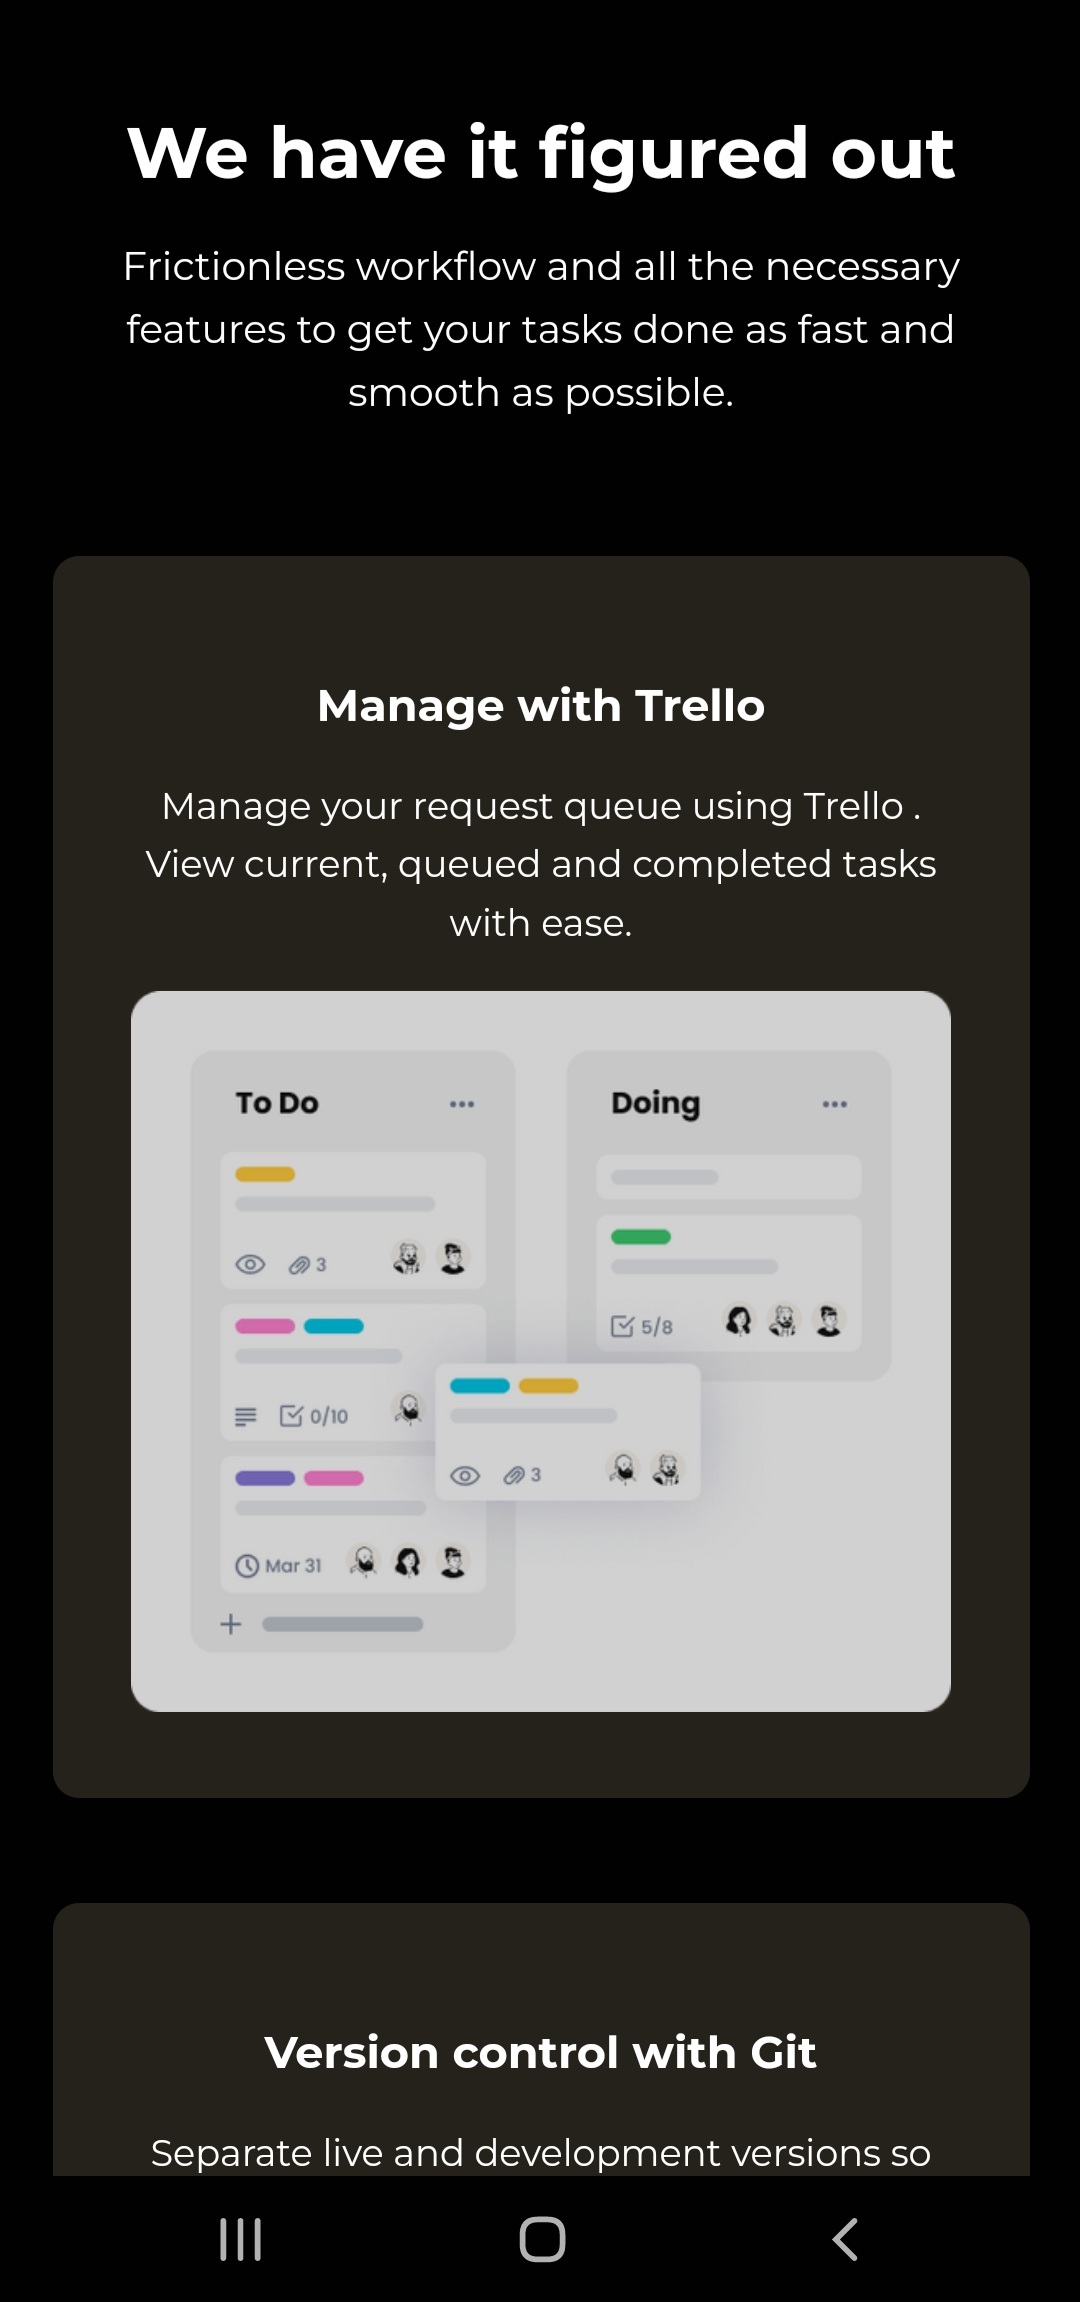 We have it figured out
Frictionless workflow and all the necessary
features to get your tasks done as fast and
smooth as possible.
Manage with Trello
Manage your request queue using Trello .
View current, queued and completed tasks
with ease.
To Do
3
0/10
Mar 31
Doing
5/8
3
Version control with Git
Separate live and development versions so